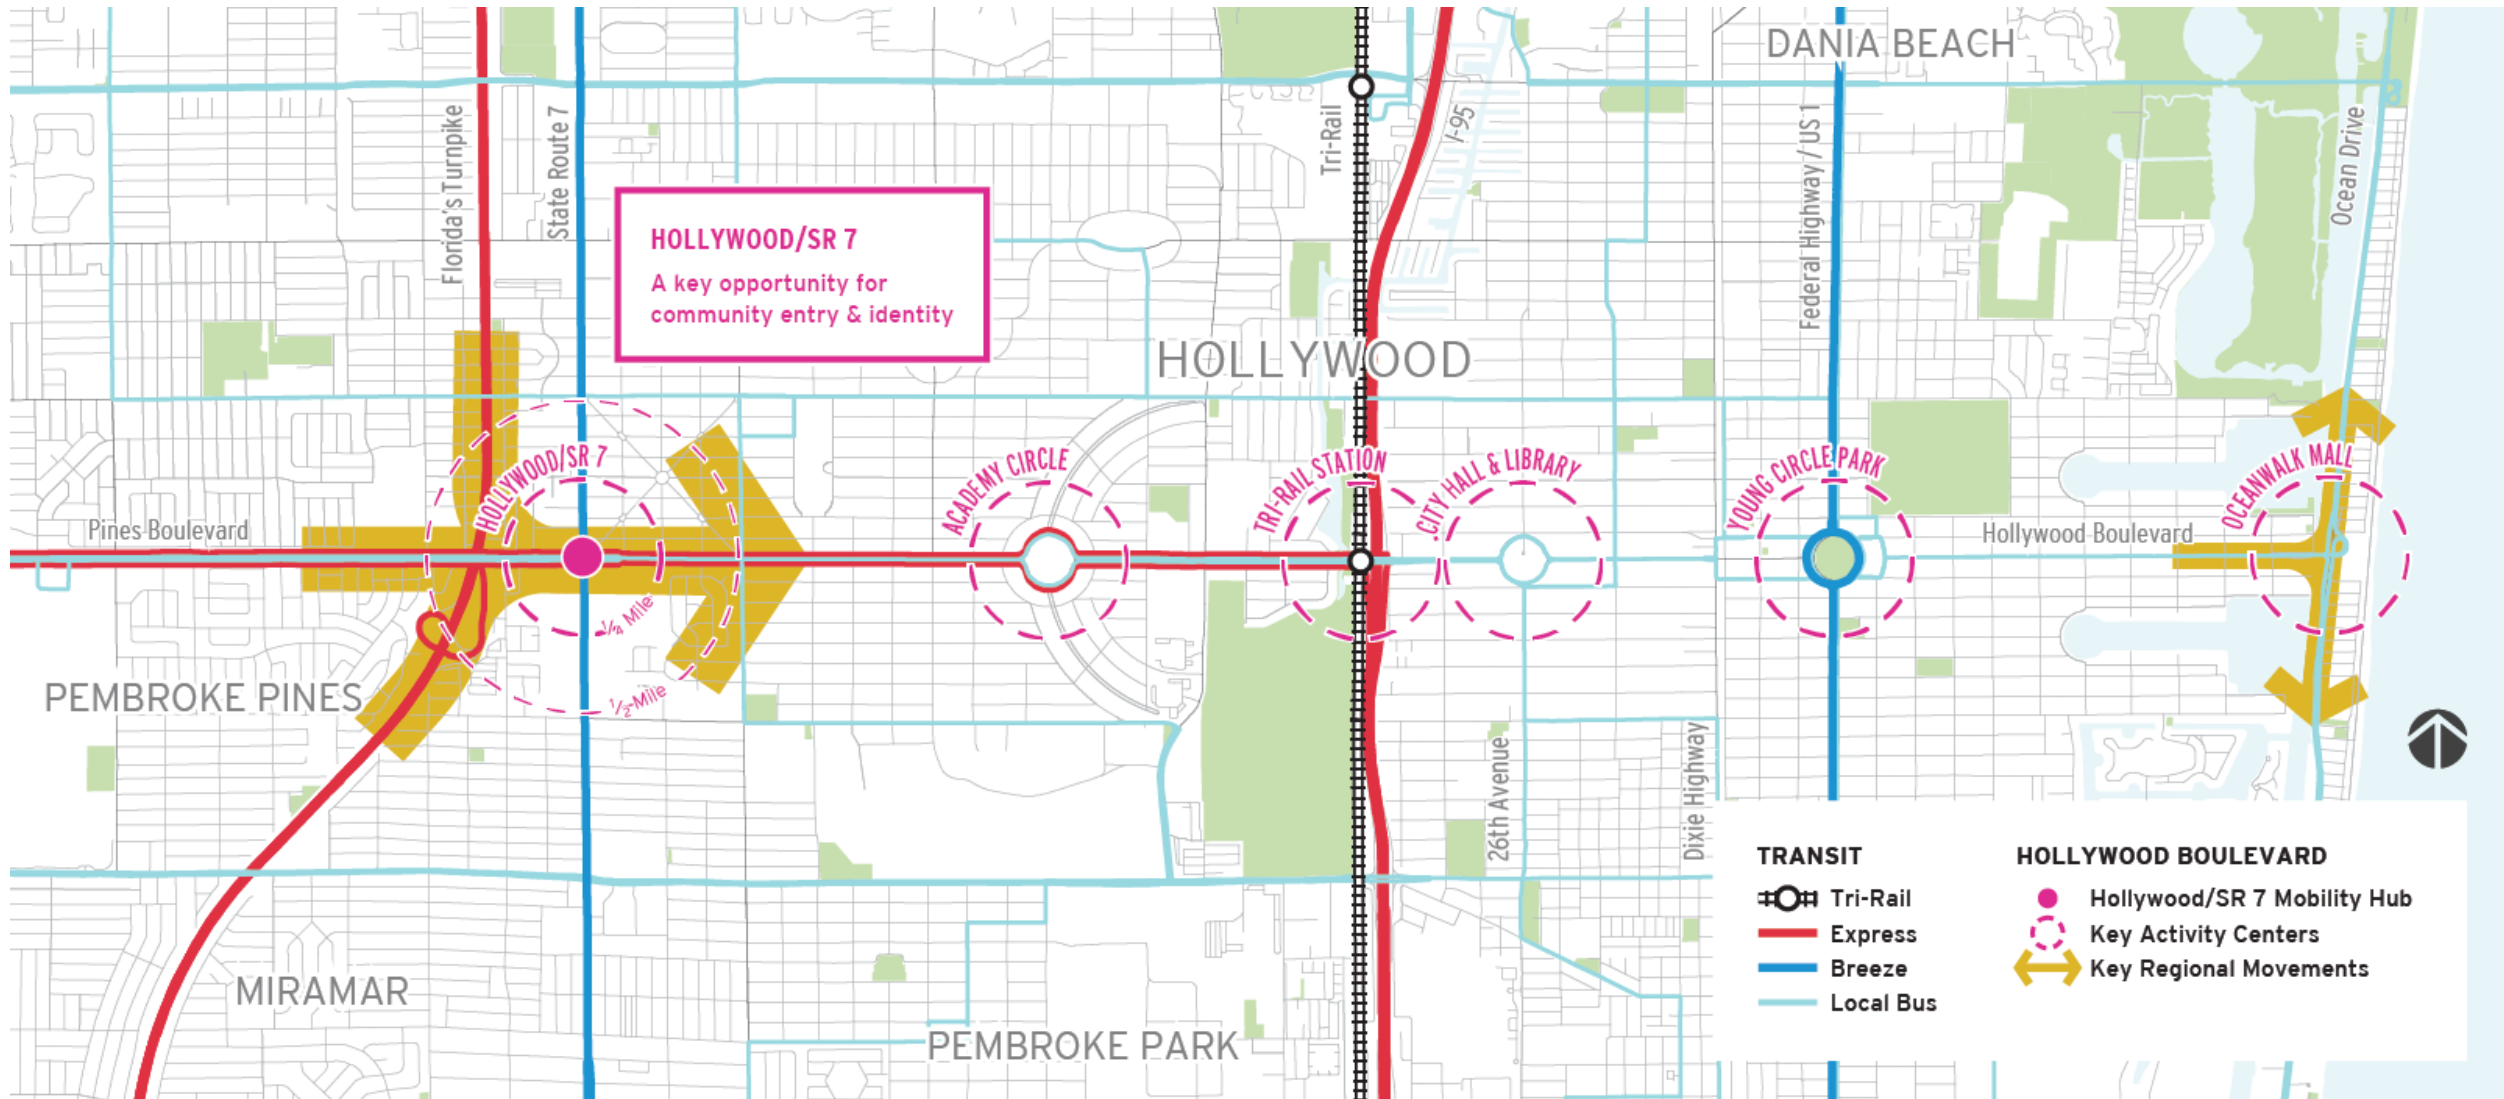 DANIA BEACH
Florida's Turnpike
State Route 7
Tri-Rail
I-95
Federal Highway / US 1
Ocean Drive
HOLLYWOOD/SR 7
A key opportunity for
community entry & identity
HOLLYWOOD
HOLLYWOOD/SR 7
ACADEMY CIRCLE
TRI-RAIL STATION
CITY HALL & LIBRARY
YOUNG CIRCLE PARK
OCEANWALK MALL
Pines Boulevard
Hollywood Boulevard
1/4 Mile
1/2-Mile
PEMBROKE PINES
26th Avenue
Dixie Highway
MIRAMAR
PEMBROKE PARK
TRANSIT
Tri-Rail
Express
Breeze
Local Bus
HOLLYWOOD BOULEVARD
Hollywood/SR 7 Mobility Hub
Key Activity Centers
Key Regional Movements